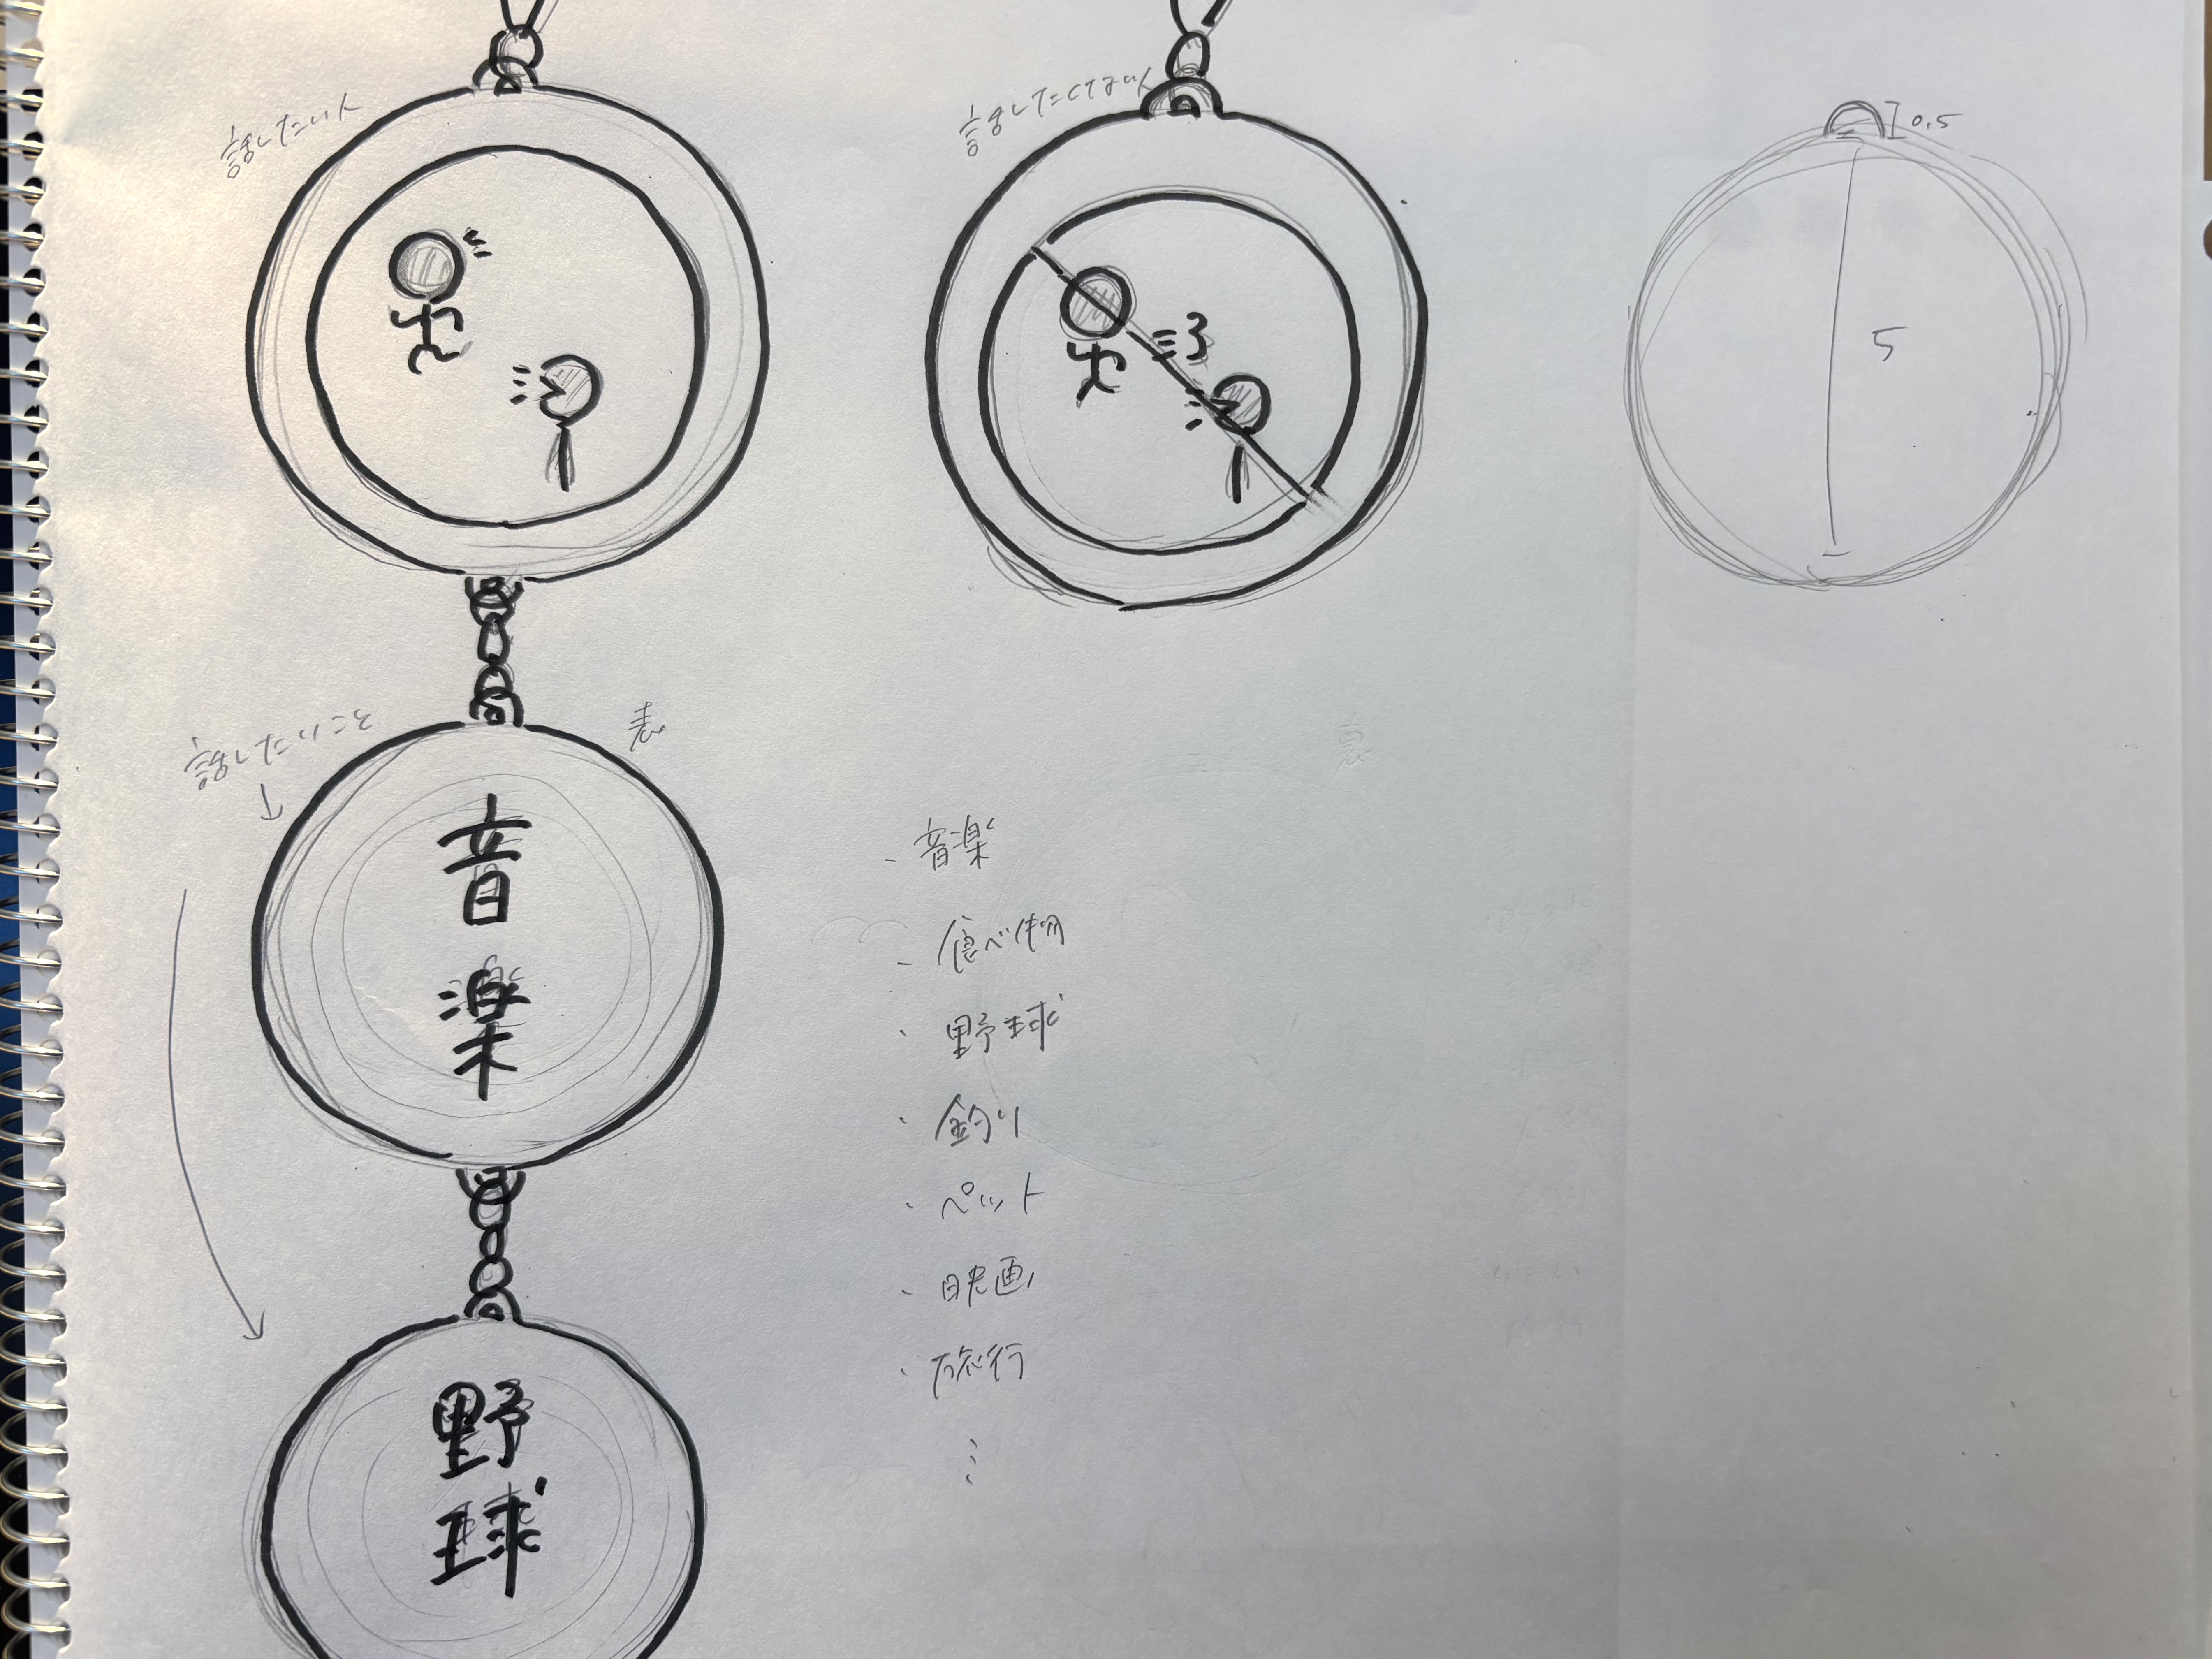 話したい人
話したくない人
0.5
5
話したいこと
表
裏
音
楽
野
球
・音楽
・食べ物
・野球
・釣り
・ペット
・映画
・旅行
⋮